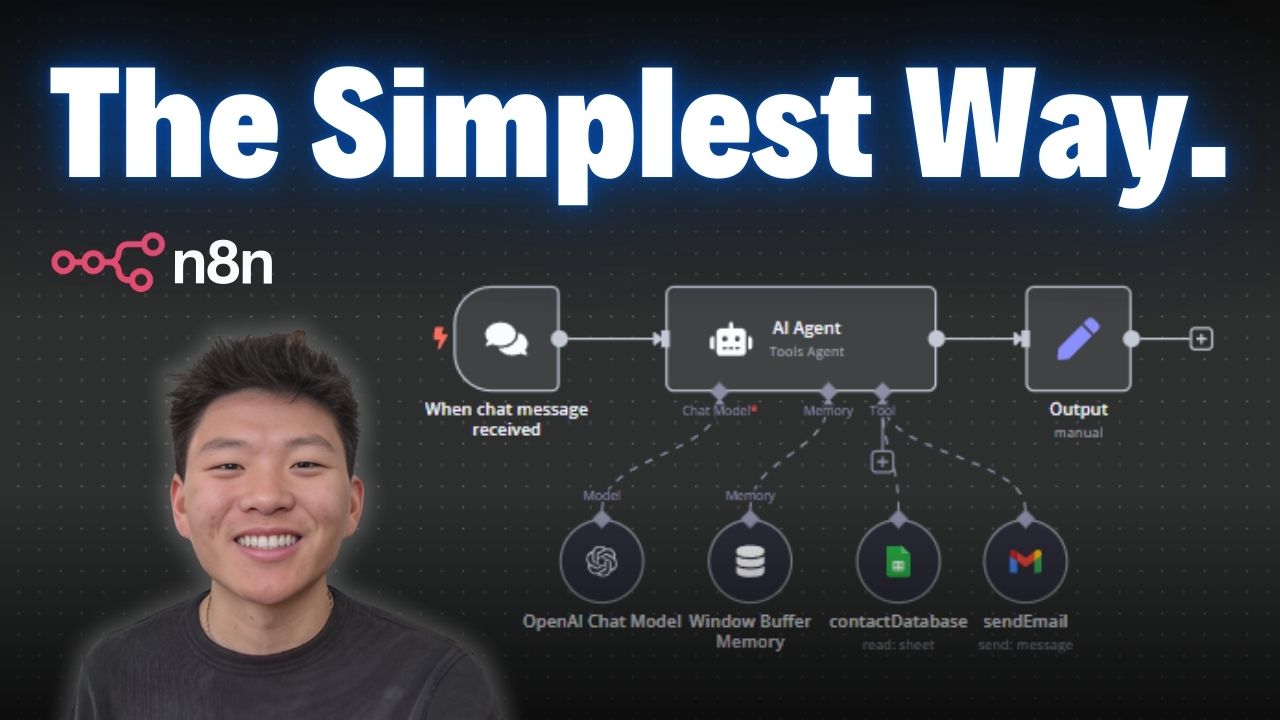 The Simplest Way.
n8n
AI Agent
Tools Agent
When chat message
received
Chat Model*
Memory
Tool
Output
manual
Model
Memory
OpenAI Chat Model
Window Buffer
Memory
contactDatabase
read: sheet
sendEmail
send: message